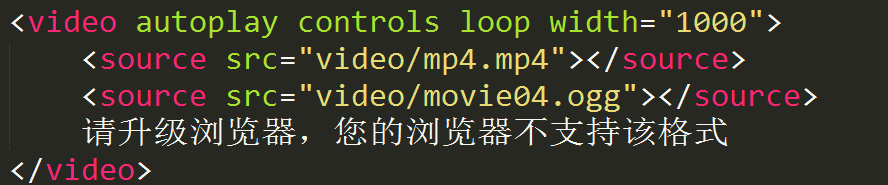 <video autoplay controls loop width="1000">
<source src="video/mp4.mp4"></source>
<source src="video/movie04.ogg"></source>
请升级浏览器，您的浏览器不支持该格式
</video>